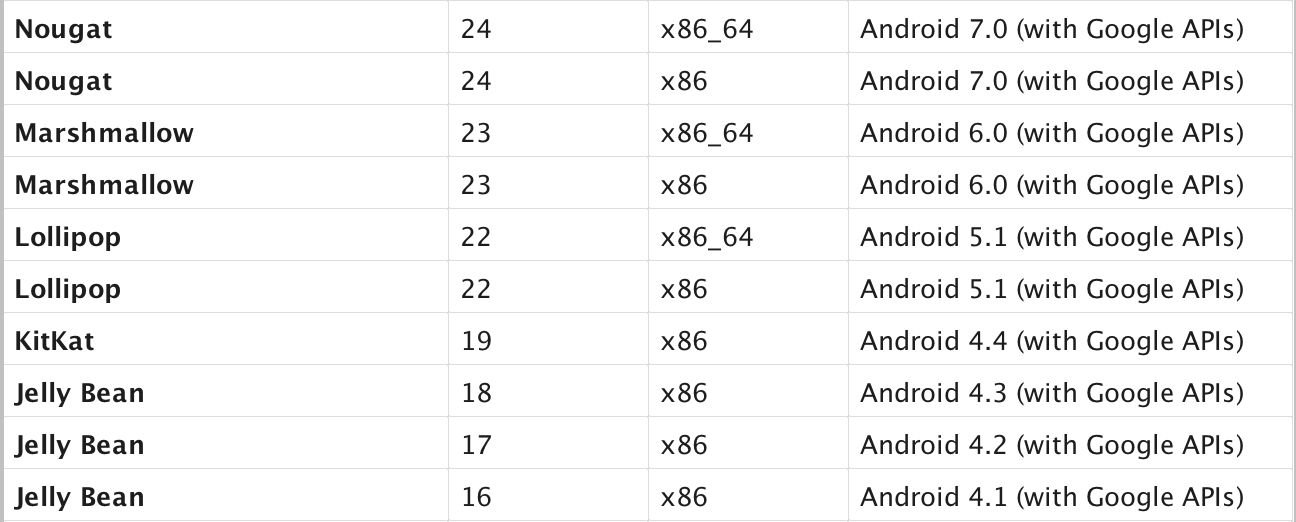 Nougat 24 x86_64 Android 7.0 (with Google APIs)
Nougat 24 x86 Android 7.0 (with Google APIs)
Marshmallow 23 x86_64 Android 6.0 (with Google APIs)
Marshmallow 23 x86 Android 6.0 (with Google APIs)
Lollipop 22 x86_64 Android 5.1 (with Google APIs)
Lollipop 22 x86 Android 5.1 (with Google APIs)
KitKat 19 x86 Android 4.4 (with Google APIs)
Jelly Bean 18 x86 Android 4.3 (with Google APIs)
Jelly Bean 17 x86 Android 4.2 (with Google APIs)
Jelly Bean 16 x86 Android 4.1 (with Google APIs)